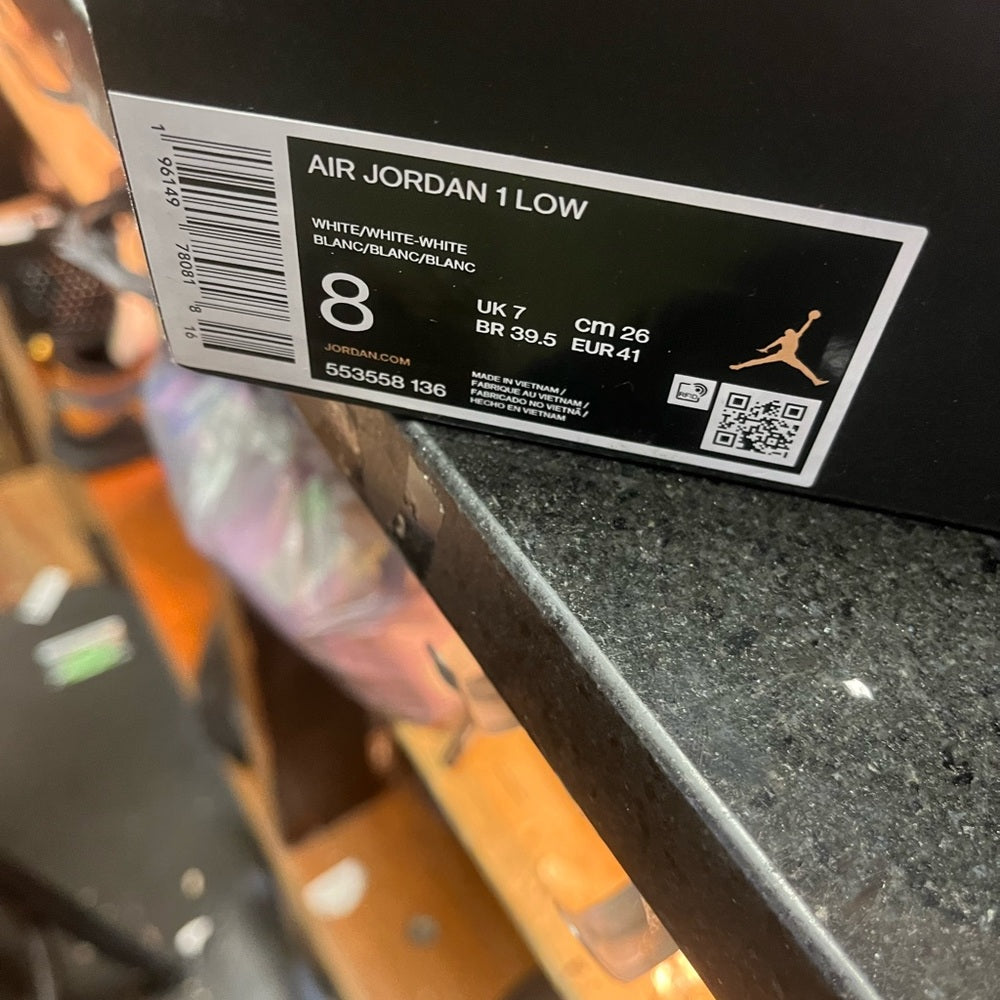 AIR JORDAN 1 LOW
WHITE/WHITE-WHITE
BLANC/BLANC/BLANC
8
UK 7
cm 26
BR 39.5
EUR 41
JORDAN.COM
553558 136
MADE IN VIETNAM /
FABRIQUE AU VIETNAM /
FABRICADO NO VIETNÃ /
HECHO EN VIETNAM
RFID
1 96149 78081 8 16